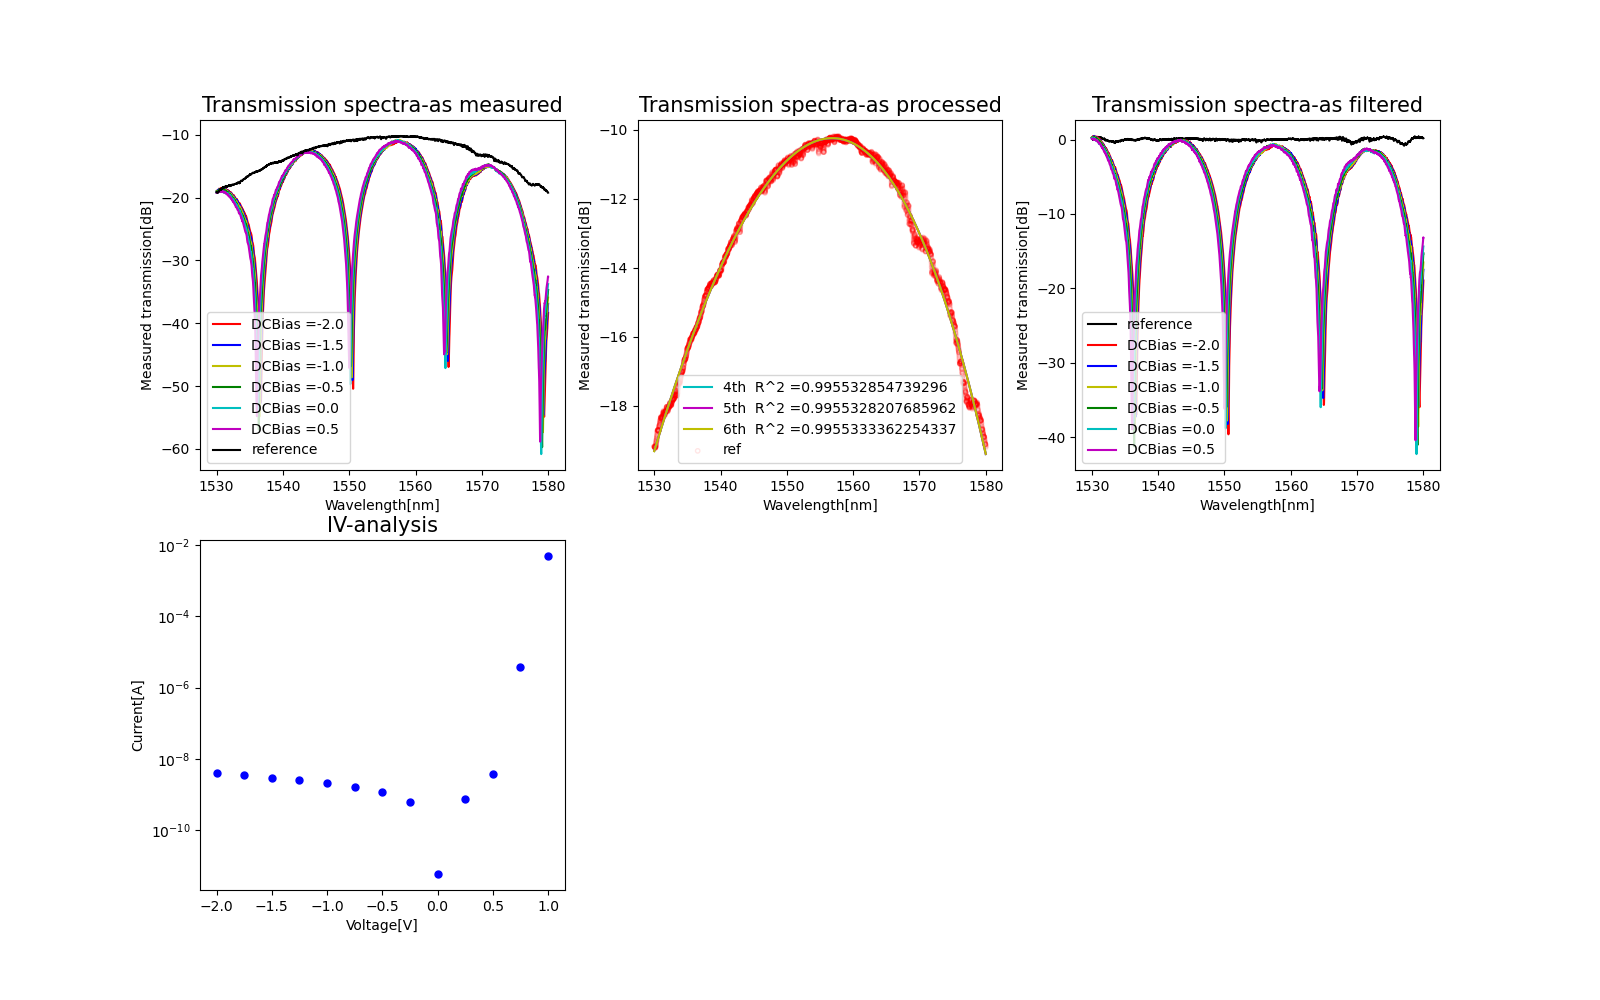 Transmission spectra-as measured
Measured transmission[dB]
−10
−20
−30
−40
−50
−60
DCBias =-2.0
DCBias =-1.5
DCBias =-1.0
DCBias =-0.5
DCBias =0.0
DCBias =0.5
reference
1530 1540 1550 1560 1570 1580
Wavelength[nm]
Transmission spectra-as processed
Measured transmission[dB]
−10
−12
−14
−16
−18
4th R^2 =0.995532854739296
5th R^2 =0.9955328207685962
6th R^2 =0.9955333362254337
ref
1530 1540 1550 1560 1570 1580
Wavelength[nm]
Transmission spectra-as filtered
Measured transmission[dB]
0
−10
−20
−30
−40
reference
DCBias =-2.0
DCBias =-1.5
DCBias =-1.0
DCBias =-0.5
DCBias =0.0
DCBias =0.5
1530 1540 1550 1560 1570 1580
Wavelength[nm]
IV-analysis
Current[A]
10⁻²
10⁻⁴
10⁻⁶
10⁻⁸
10⁻¹⁰
−2.0 −1.5 −1.0 −0.5 0.0 0.5 1.0
Voltage[V]